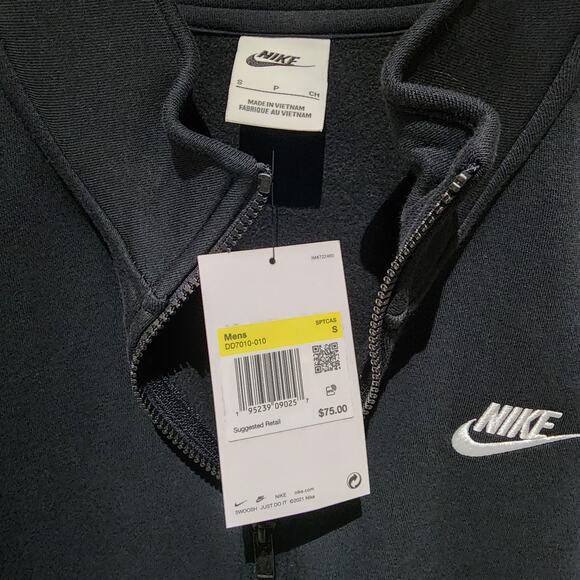 NIKE
S P CH
MADE IN VIETNAM
FABRIQUE AU VIETNAM
Mens SPTCAS
DD7010-010 S
1 95239 09025 7
$75.00
Suggested Retail
NIKE nike.com
SWOOSH JUST DO IT ©2021 Nike
NIKE